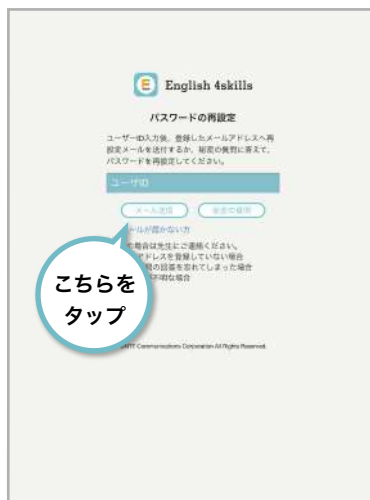 English 4skills
パスワードの再設定
ユーザーID入力後、登録したメールアドレスへ再
設定メールを送付するか、秘密の質問に答えて、
パスワードを再設定してください。
ユーザID
メール送信 秘密の質問
ールが届かない方
場合は先生にご連絡ください。
アドレスを登録していない場合
問の回答を忘れてしまった場合
不明な場合
こちらを
タップ
Communications Corporation All Rights Reserved.